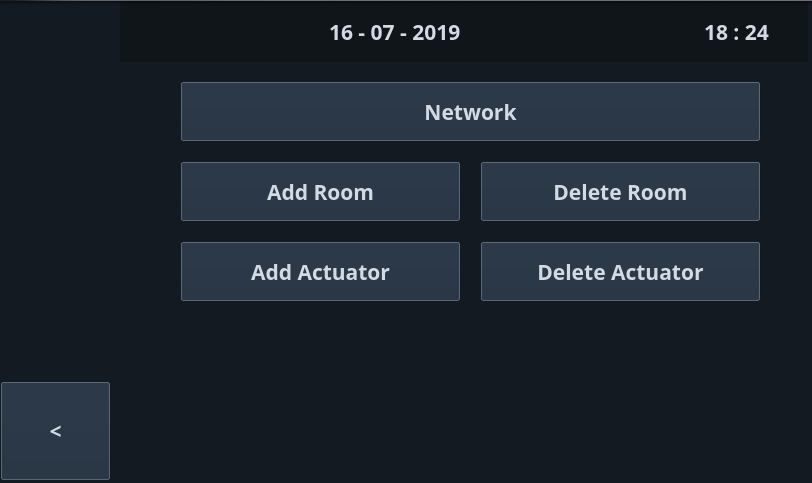 16 - 07 - 2019 18 : 24
Network
Add Room Delete Room
Add Actuator Delete Actuator
<